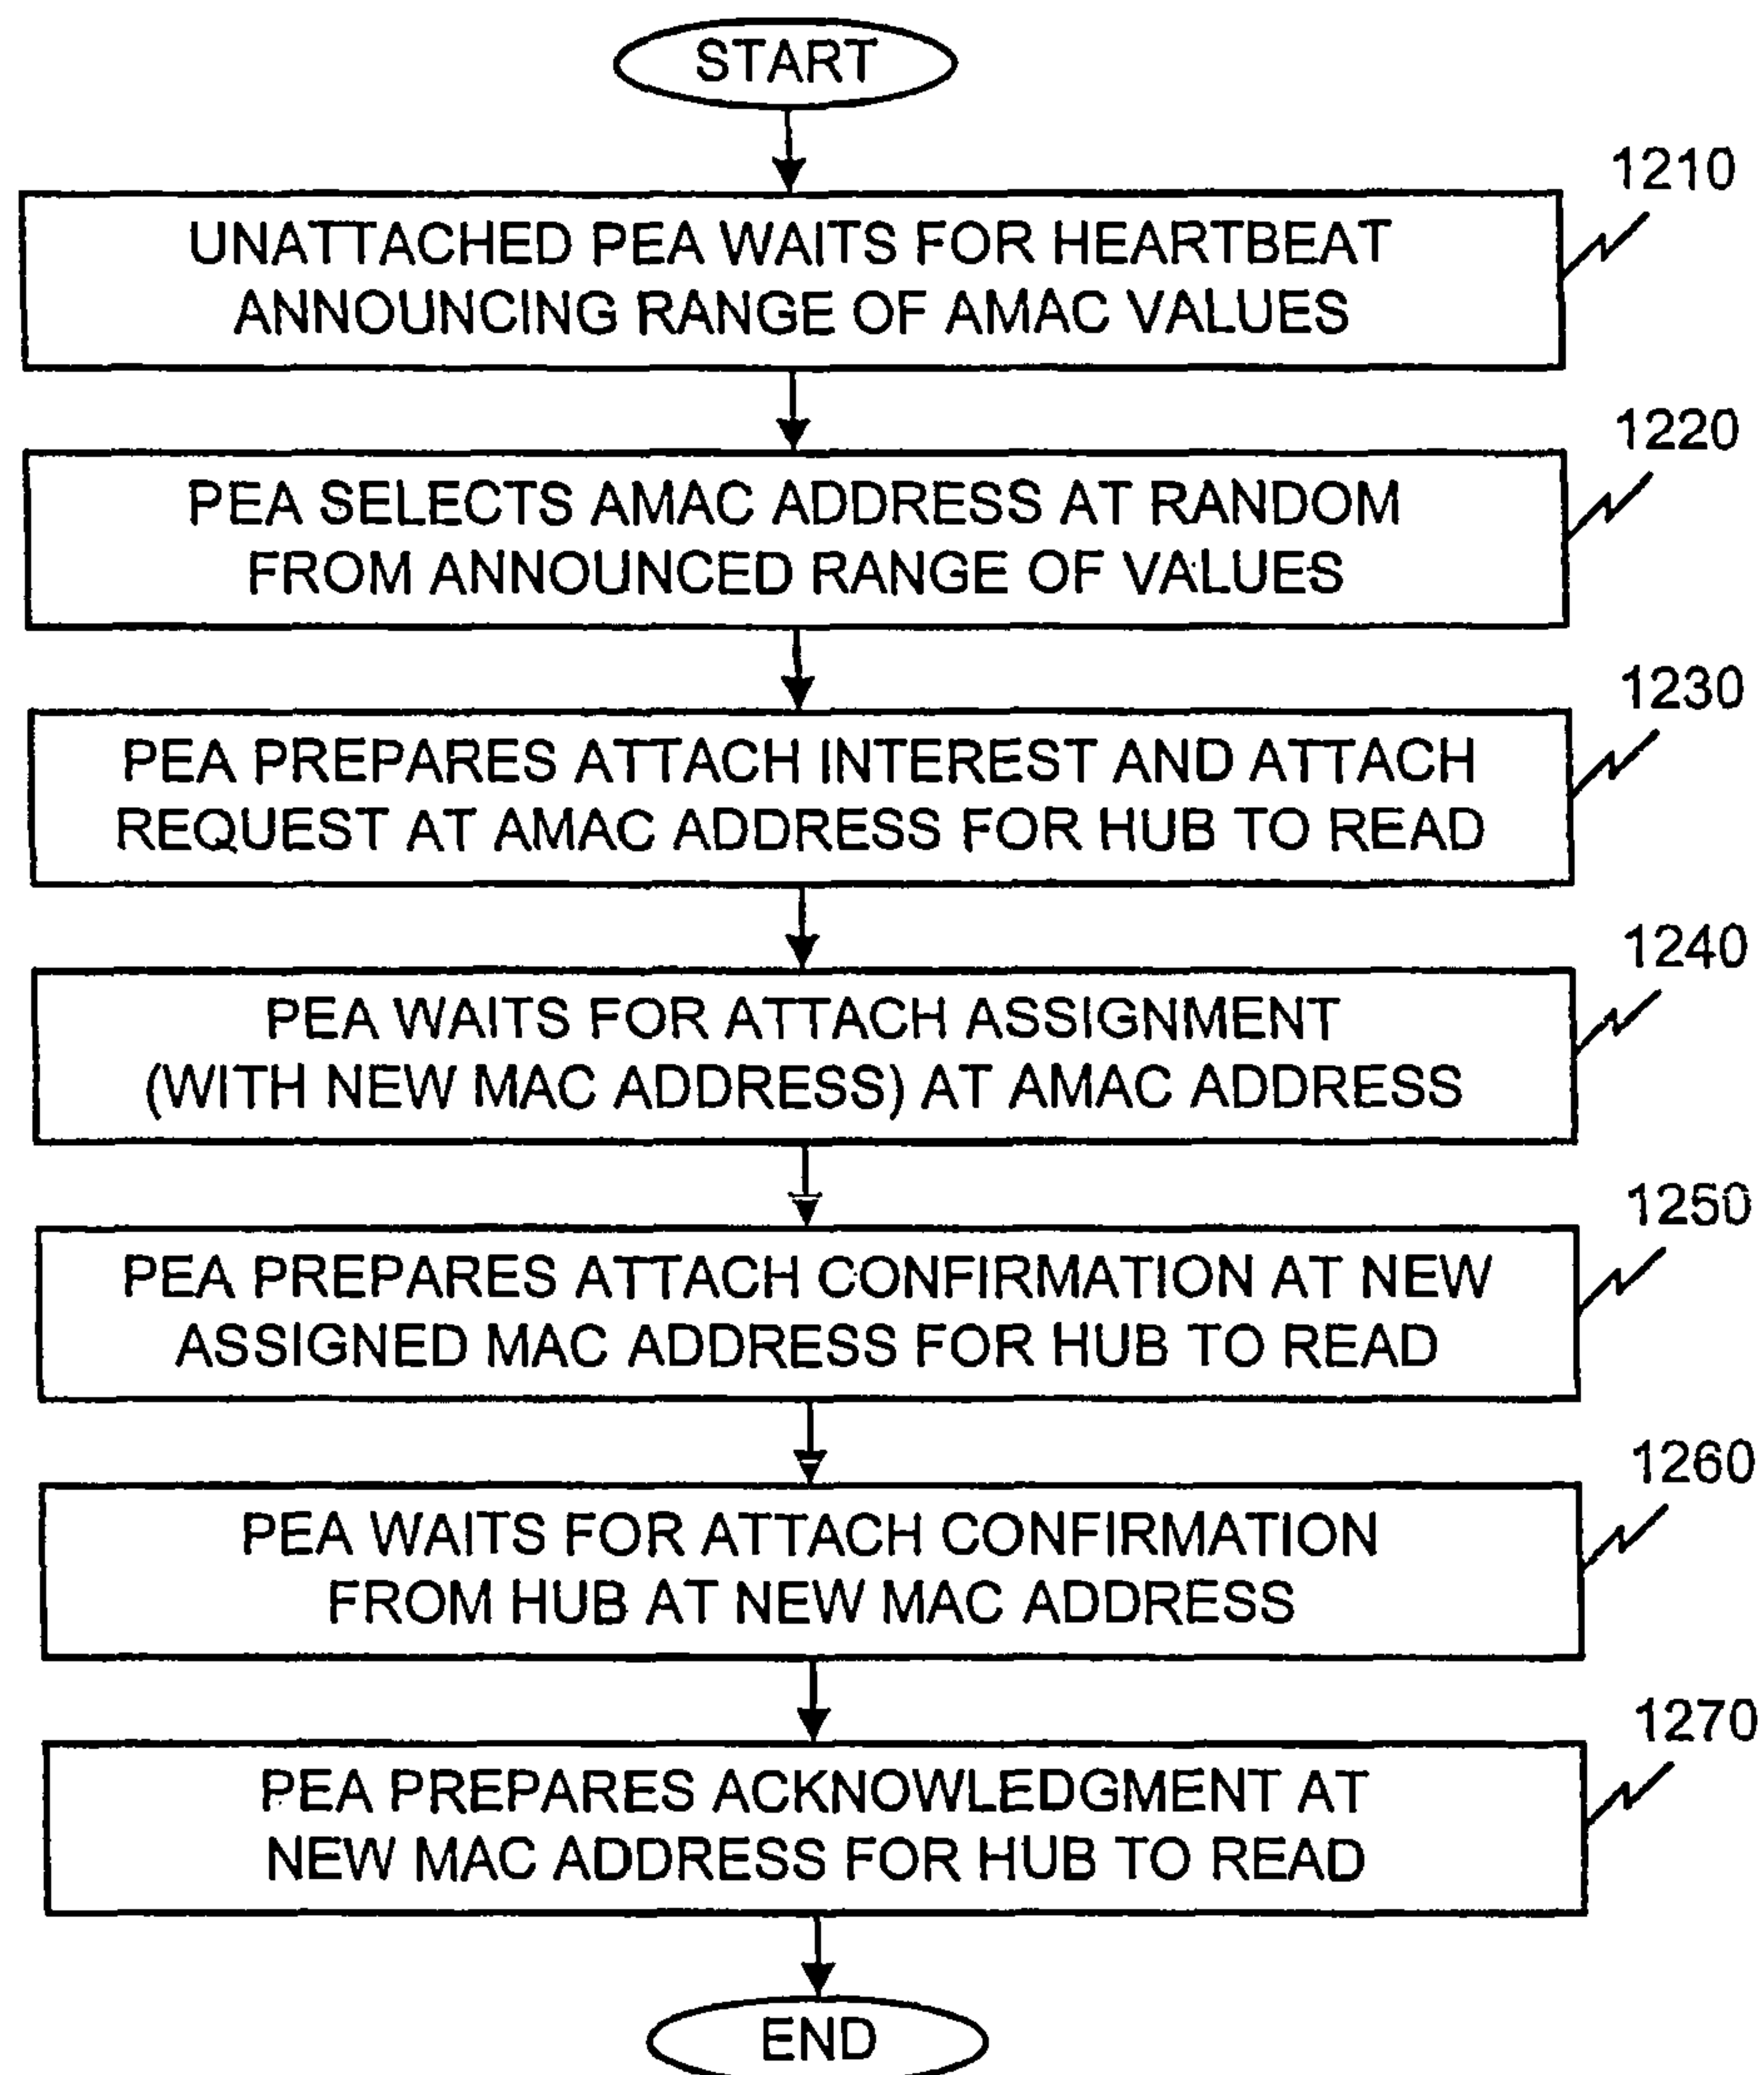 START
1210
UNATTACHED PEA WAITS FOR HEARTBEAT
ANNOUNCING RANGE OF AMAC VALUES
1220
PEA SELECTS AMAC ADDRESS AT RANDOM
FROM ANNOUNCED RANGE OF VALUES
1230
PEA PREPARES ATTACH INTEREST AND ATTACH
REQUEST AT AMAC ADDRESS FOR HUB TO READ
1240
PEA WAITS FOR ATTACH ASSIGNMENT
(WITH NEW MAC ADDRESS) AT AMAC ADDRESS
1250
PEA PREPARES ATTACH CONFIRMATION AT NEW
ASSIGNED MAC ADDRESS FOR HUB TO READ
1260
PEA WAITS FOR ATTACH CONFIRMATION
FROM HUB AT NEW MAC ADDRESS
1270
PEA PREPARES ACKNOWLEDGMENT AT
NEW MAC ADDRESS FOR HUB TO READ
END